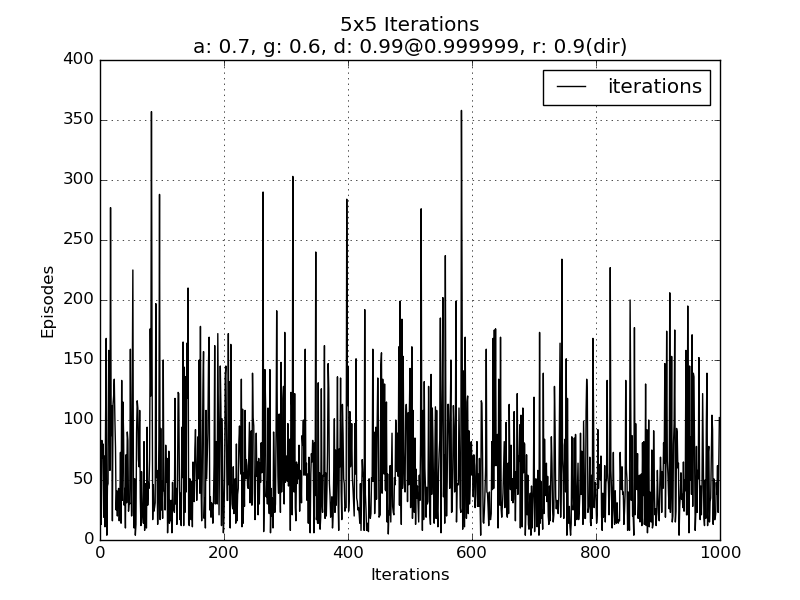 5x5 Iterations
a: 0.7, g: 0.6, d: 0.99@0.999999, r: 0.9(dir)
400
iterations
350
300
250
200
150
100
50
0
Episodes
0 200 400 600 800 1000
Iterations